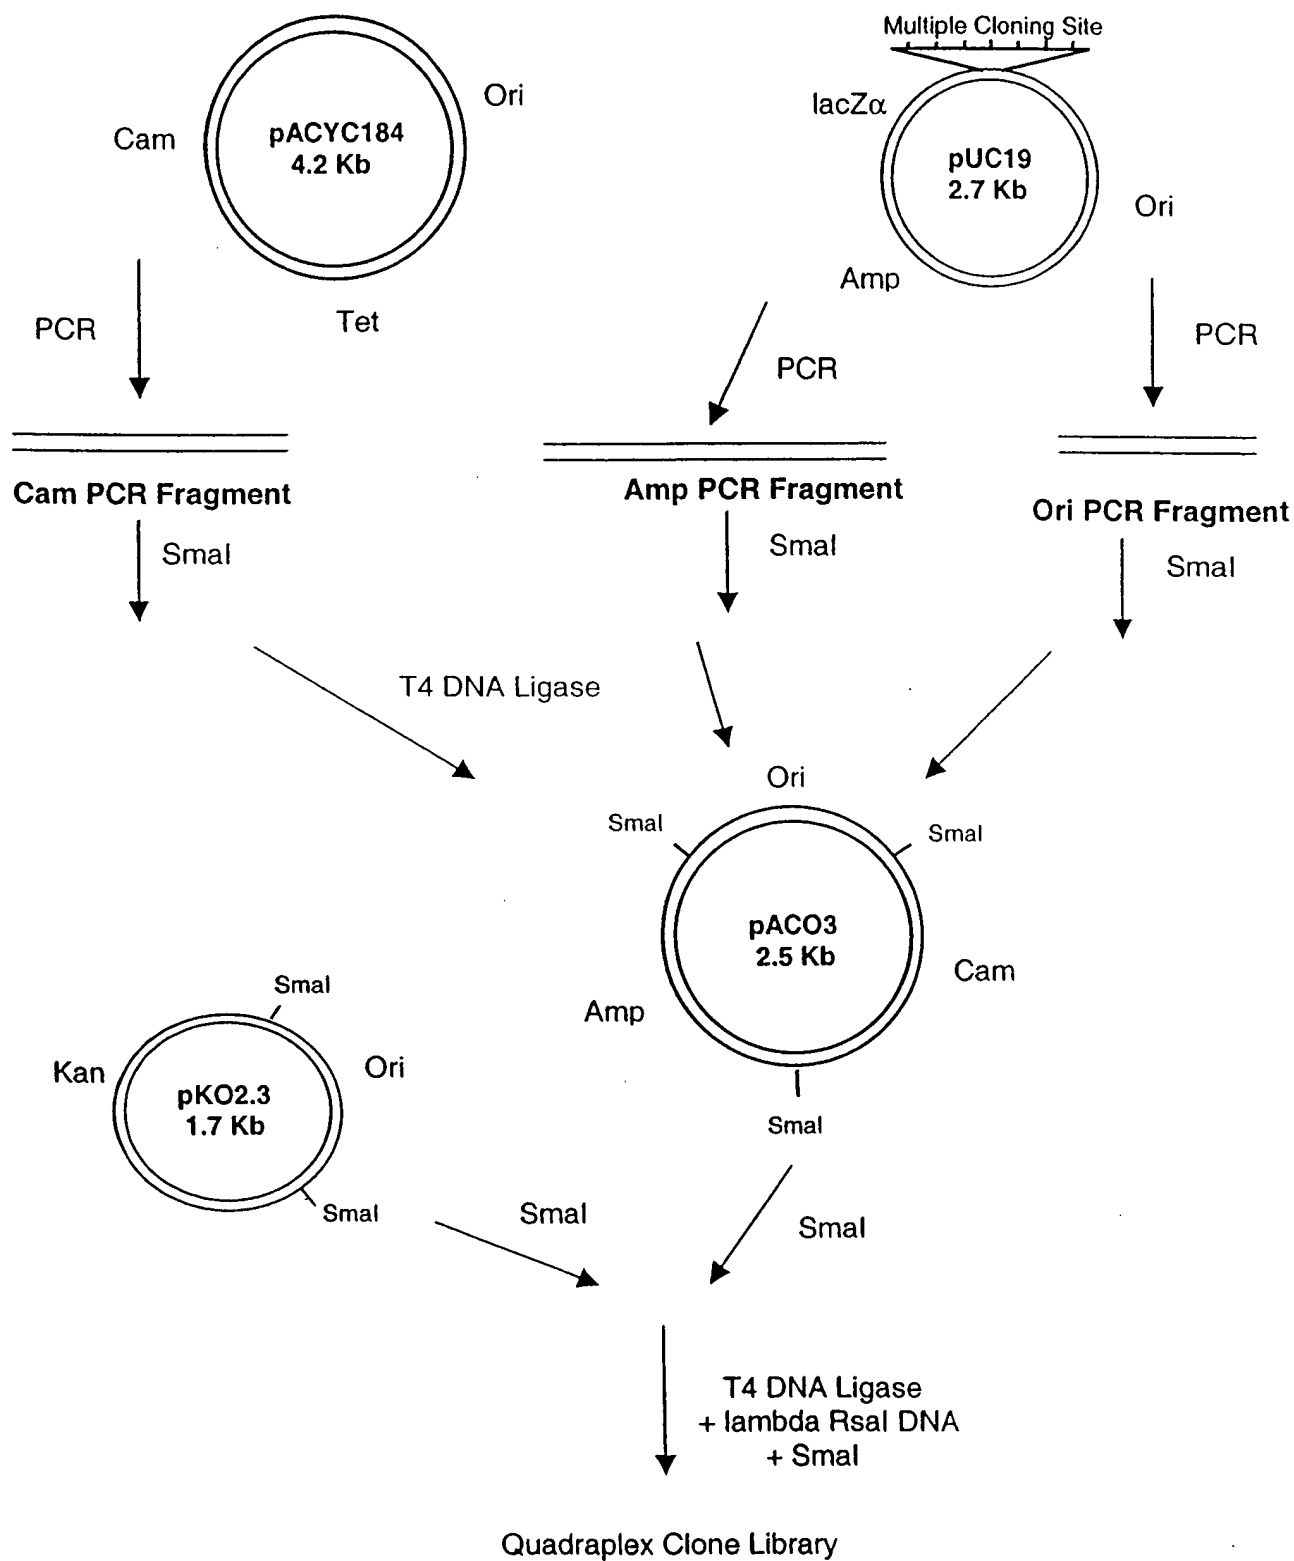 Multiple Cloning Site
Ori
lacZα
Cam
pACYC184
4.2 Kb
pUC19
2.7 Kb
Ori
Amp
Tet
PCR
PCR
PCR
Cam PCR Fragment
Amp PCR Fragment
Ori PCR Fragment
SmaI
SmaI
SmaI
T4 DNA Ligase
Ori
SmaI
SmaI
pACO3
2.5 Kb
Cam
Amp
SmaI
SmaI
Kan
Ori
pKO2.3
1.7 Kb
SmaI
SmaI
SmaI
T4 DNA Ligase
+ lambda RsaI DNA
+ SmaI
Quadraplex Clone Library